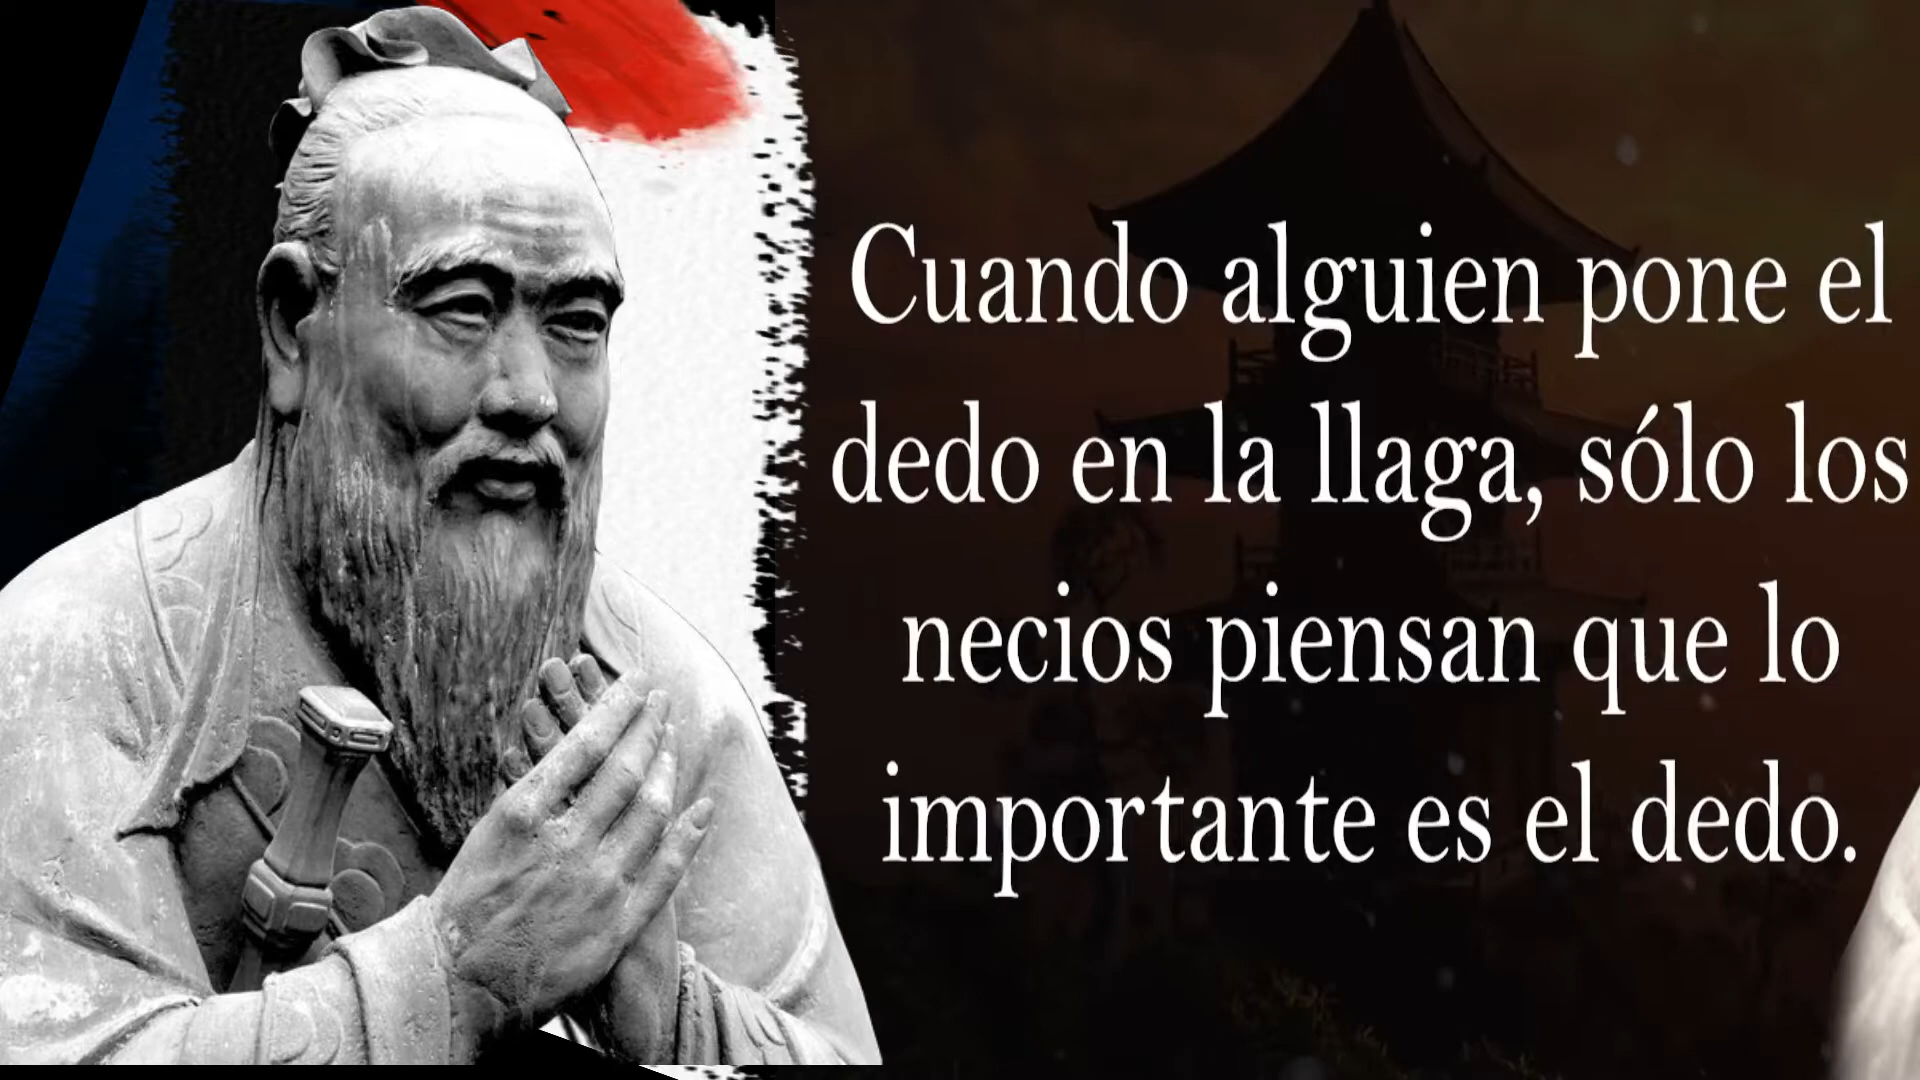 Cuando alguien pone el
dedo en la llaga, sólo los
necios piensan que lo
importante es el dedo.